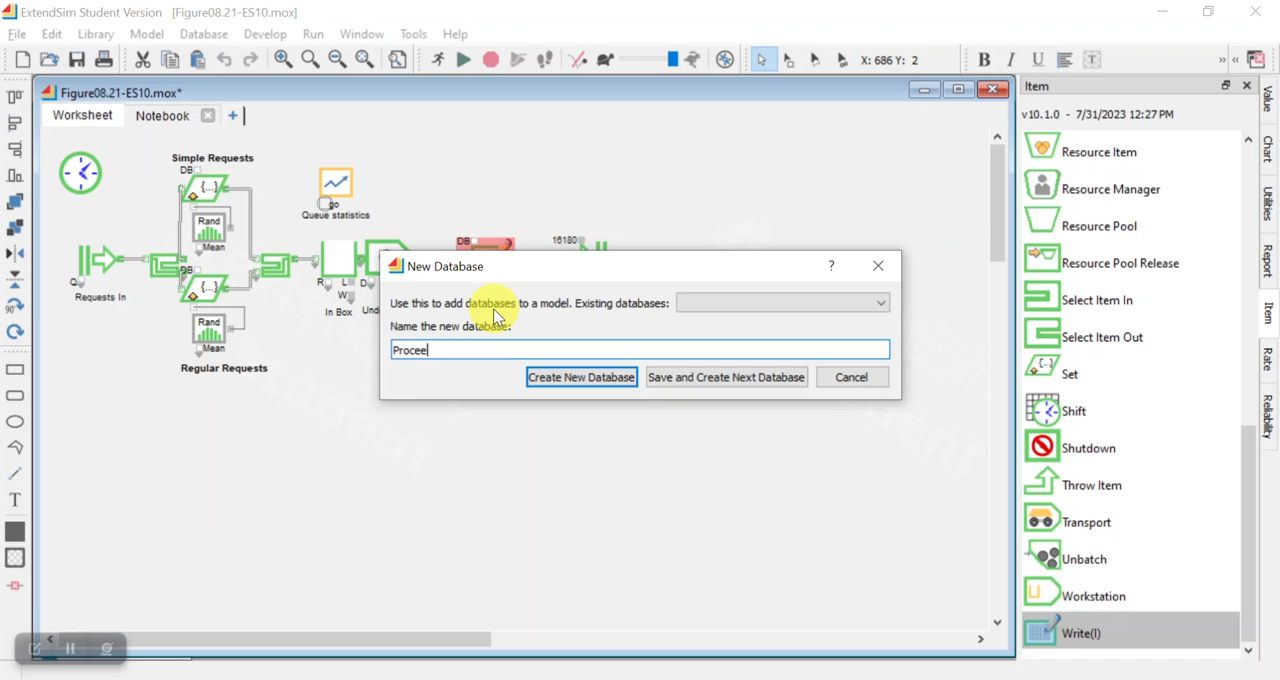 ExtendSim Student Version [Figure08.21-ES10.mox]
File Edit Library Model Database Develop Run Window Tools Help
X: 686 Y: 2
B I U T
» «
Figure08.21-ES10.mox*
Worksheet Notebook +
Item
v10.1.0 - 7/31/2023 12:27 PM
Simple Requests
DB
{...}
Rand
Mean
go
Queue statistics
Q
Requests In
DB
{...}
Rand
Mean
Regular Requests
R L D
W
In Box
DB
16180
New Database
?
Use this to add databases to a model. Existing databases:
Name the new database:
Procee
Create New Database
Save and Create Next Database
Cancel
Resource Item
Resource Manager
Resource Pool
Resource Pool Release
Select Item In
Select Item Out
{...}
Set
Shift
Shutdown
Throw Item
Transport
Unbatch
Workstation
Write(I)
Value
Chart
Utilities
Report
Item
Rate
Reliability
90°
T